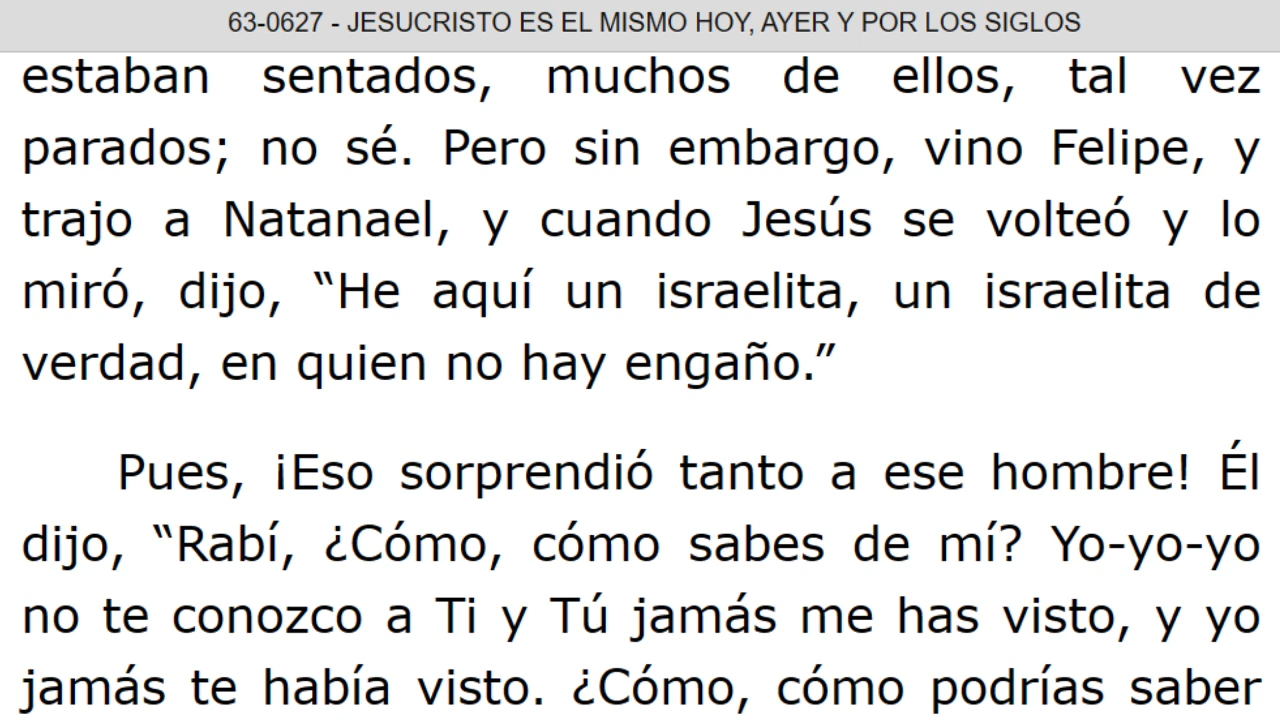 63-0627 - JESUCRISTO ES EL MISMO HOY, AYER Y POR LOS SIGLOS
estaban sentados, muchos de ellos, tal vez
parados; no sé. Pero sin embargo, vino Felipe, y
trajo a Natanael, y cuando Jesús se volteó y lo
miró, dijo, “He aquí un israelita, un israelita de
verdad, en quien no hay engaño.”
Pues, ¡Eso sorprendió tanto a ese hombre! Él
dijo, “Rabí, ¿Cómo, cómo sabes de mí? Yo-yo-yo
no te conozco a Ti y Tú jamás me has visto, y yo
jamás te había visto. ¿Cómo, cómo podrías saber